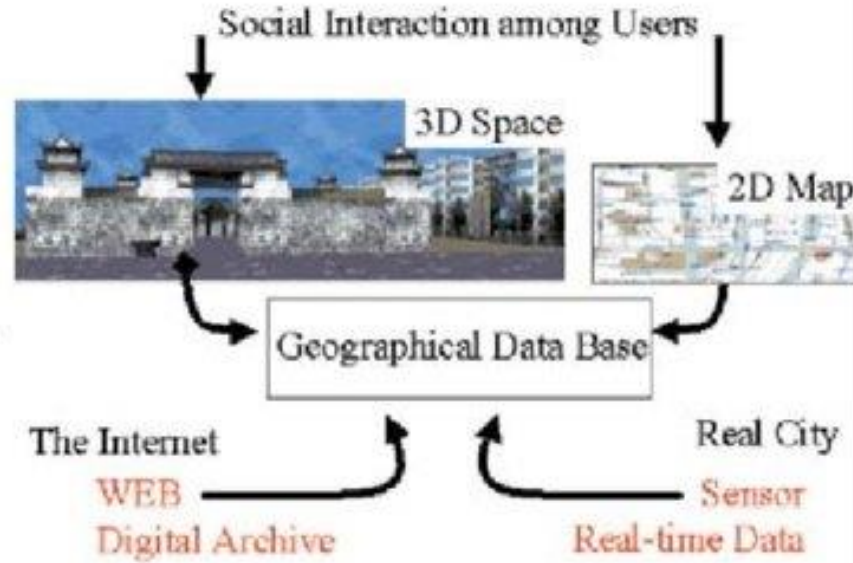 Social Interaction among Users
3D Space
2D Map
Geographical Data Base
The Internet
WEB
Digital Archive
Real City
Sensor
Real-time Data